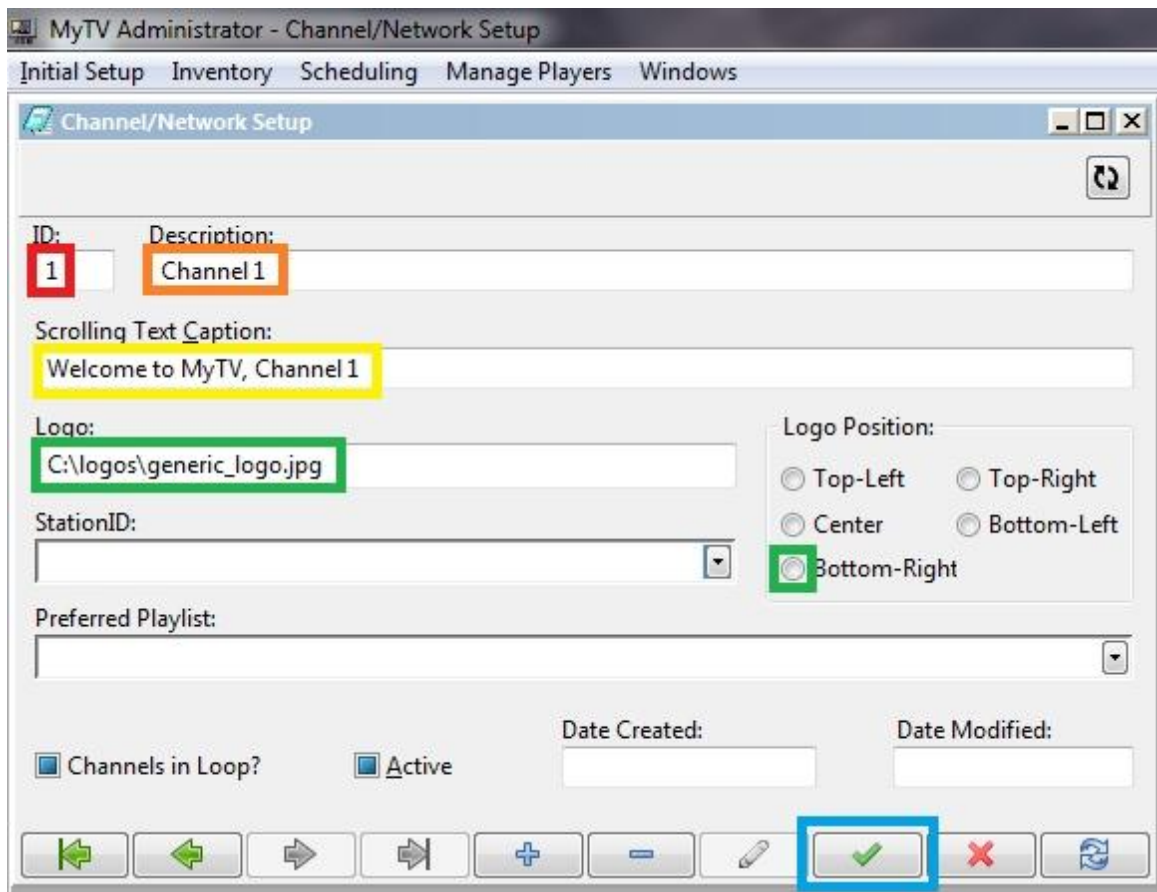 MyTV Administrator - Channel/Network Setup
Initial Setup Inventory Scheduling Manage Players Windows
Channel/Network Setup
ID: Description:
1 Channel 1
Scrolling Text Caption:
Welcome to MyTV, Channel 1
Logo: Logo Position:
C:\logos\generic_logo.jpg
Top-Left Top-Right
StationID:
Center Bottom-Left
Bottom-Right
Preferred Playlist:
Date Created: Date Modified:
Channels in Loop? Active